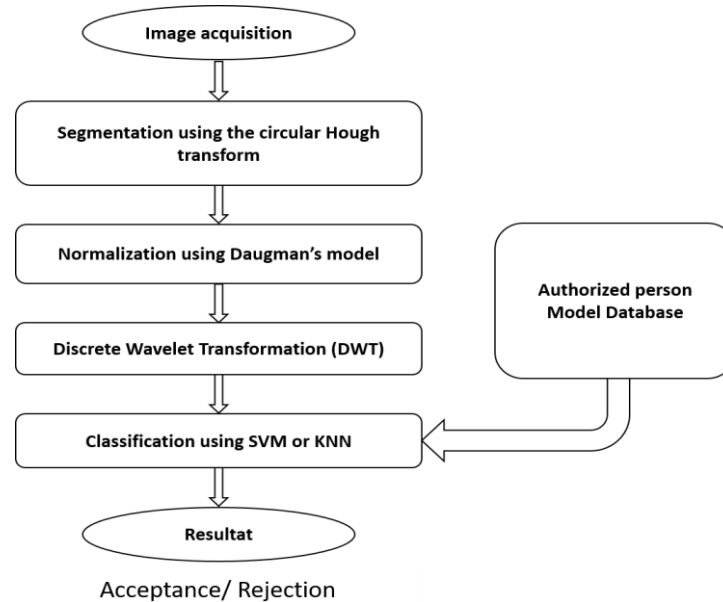 Image acquisition
Segmentation using the circular Hough
transform
Normalization using Daugman’s model
Discrete Wavelet Transformation (DWT)
Authorized person
Model Database
Classification using SVM or KNN
Resultat
Acceptance/ Rejection